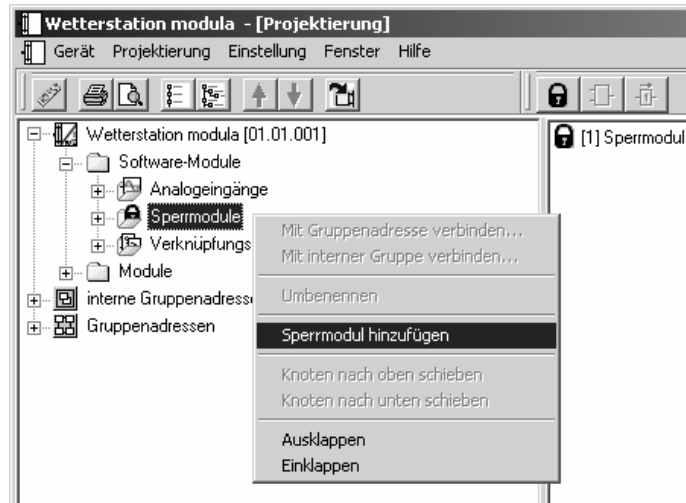 Wetterstation modula - [Projektierung]
Gerät Projektierung Einstellung Fenster Hilfe
Wetterstation modula [01.01.001]
Software-Module
Analogeingänge
Sperrmodule
Verknüpfungs
Module
interne Gruppenadress
Gruppenadressen
[1] Sperrmodul
Mit Gruppenadresse verbinden...
Mit interner Gruppe verbinden...
Umbenennen
Sperrmodul hinzufügen
Knoten nach oben schieben
Knoten nach unten schieben
Ausklappen
Einklappen